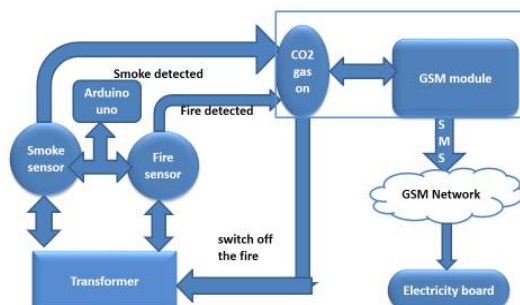 Smoke detected
Arduino
uno
CO2
gas
on
GSM module
Fire detected
Smoke
sensor
Fire
sensor
SMS
GSM Network
switch off
the fire
Transformer
Electricity board